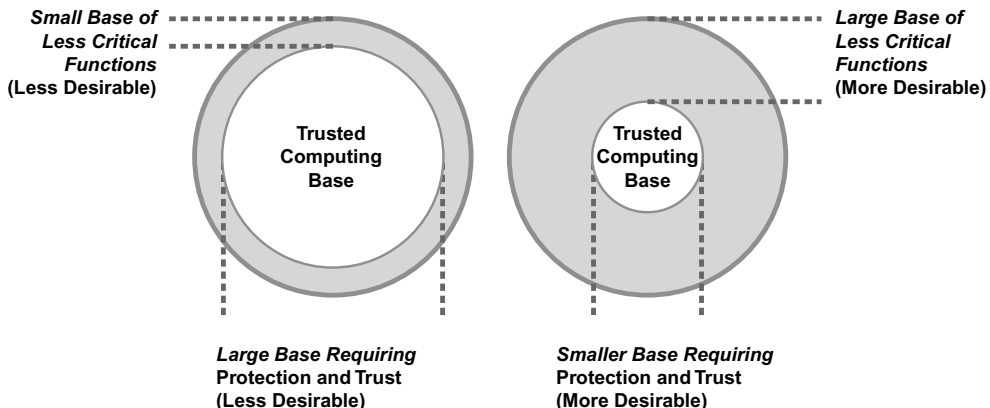 Small Base of
Less Critical
Functions
(Less Desirable)
Trusted
Computing
Base
Large Base Requiring
Protection and Trust
(Less Desirable)
Large Base of
Less Critical
Functions
(More Desirable)
Trusted
Computing
Base
Smaller Base Requiring
Protection and Trust
(More Desirable)